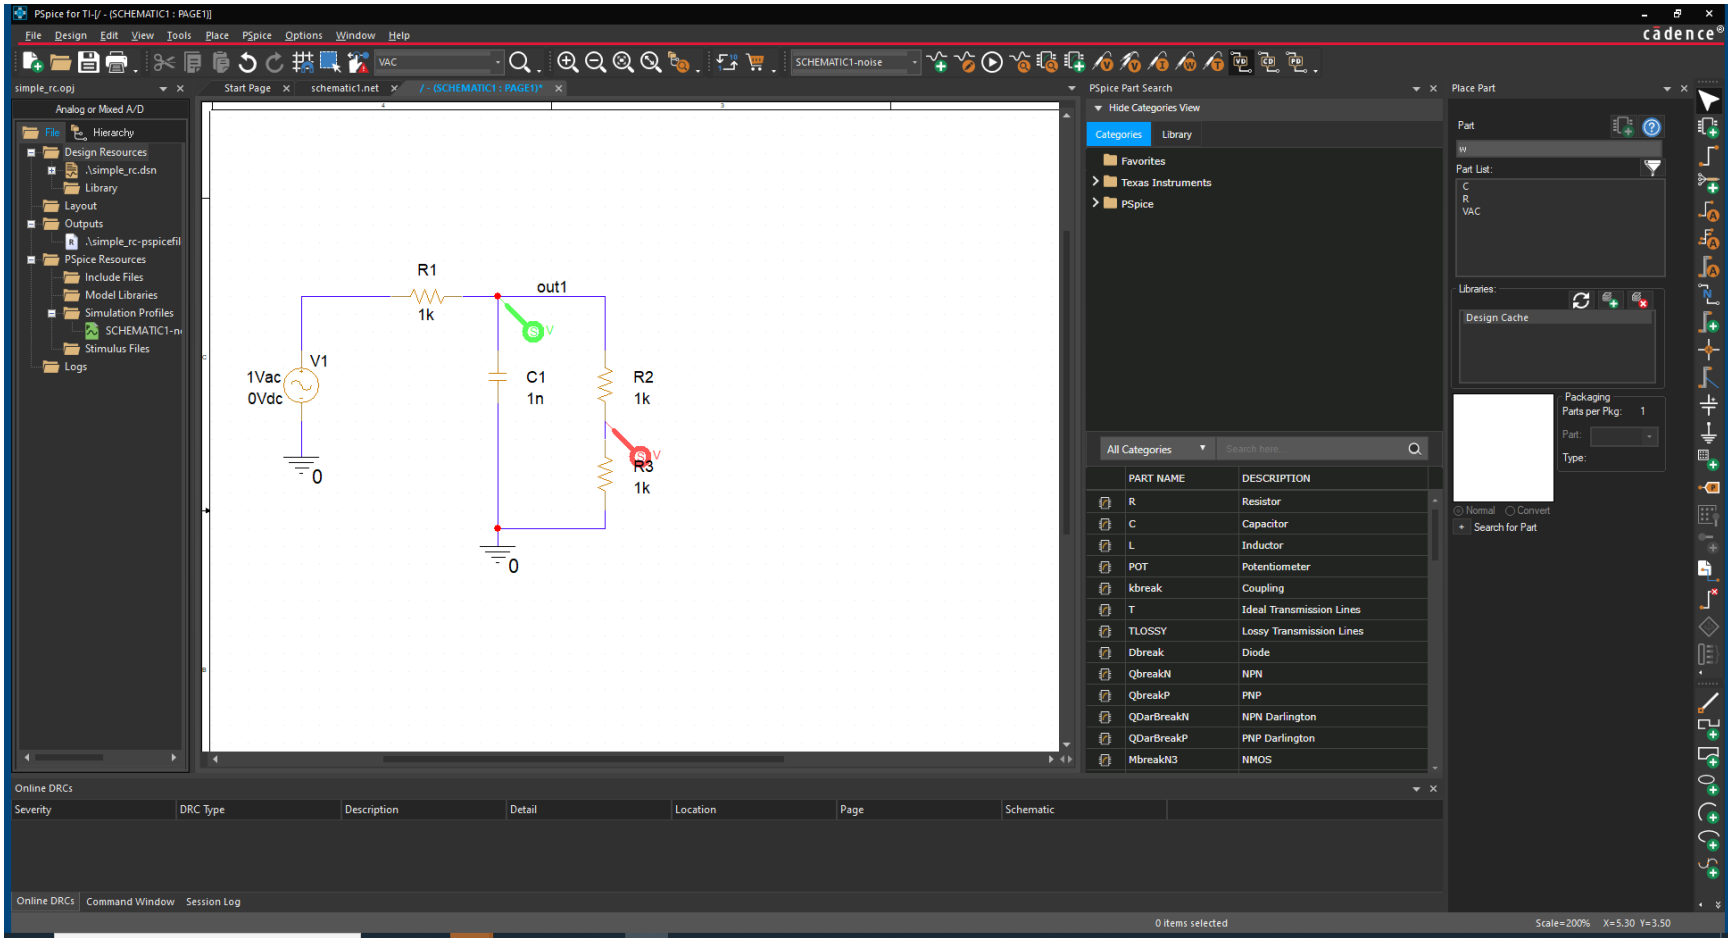 PSpice for TI-[/ - (SCHEMATIC1 : PAGE1)]
File Design Edit View Tools Place PSpice Options Window Help
cādence®
VAC
SCHEMATIC1-noise
simple_rc.opj
Start Page
schematic1.net
/ - (SCHEMATIC1 : PAGE1)*
PSpice Part Search
Place Part
Analog or Mixed A/D
File
Hierarchy
Design Resources
.\simple_rc.dsn
Library
Layout
Outputs
.\simple_rc-pspicefil
PSpice Resources
Include Files
Model Libraries
Simulation Profiles
SCHEMATIC1-n
Stimulus Files
Logs
4
3
C
B
R1
1k
out1
V
V1
1Vac
0Vdc
0
C1
1n
R2
1k
V
R3
1k
0
Hide Categories View
Categories
Library
Favorites
Texas Instruments
PSpice
All Categories
Search here...
PART NAME DESCRIPTION
R Resistor
C Capacitor
L Inductor
POT Potentiometer
kbreak Coupling
T Ideal Transmission Lines
TLOSSY Lossy Transmission Lines
Dbreak Diode
QbreakN NPN
QbreakP PNP
QDarBreakN NPN Darlington
QDarBreakP PNP Darlington
MbreakN3 NMOS
Part
w
Part List:
C
R
VAC
Libraries:
Design Cache
Packaging
Parts per Pkg: 1
Part:
Type:
Normal Convert
Search for Part
Online DRCs
Severity DRC Type Description Detail Location Page Schematic
Online DRCs Command Window Session Log
0 items selected
Scale=200% X=5.30 Y=3.50